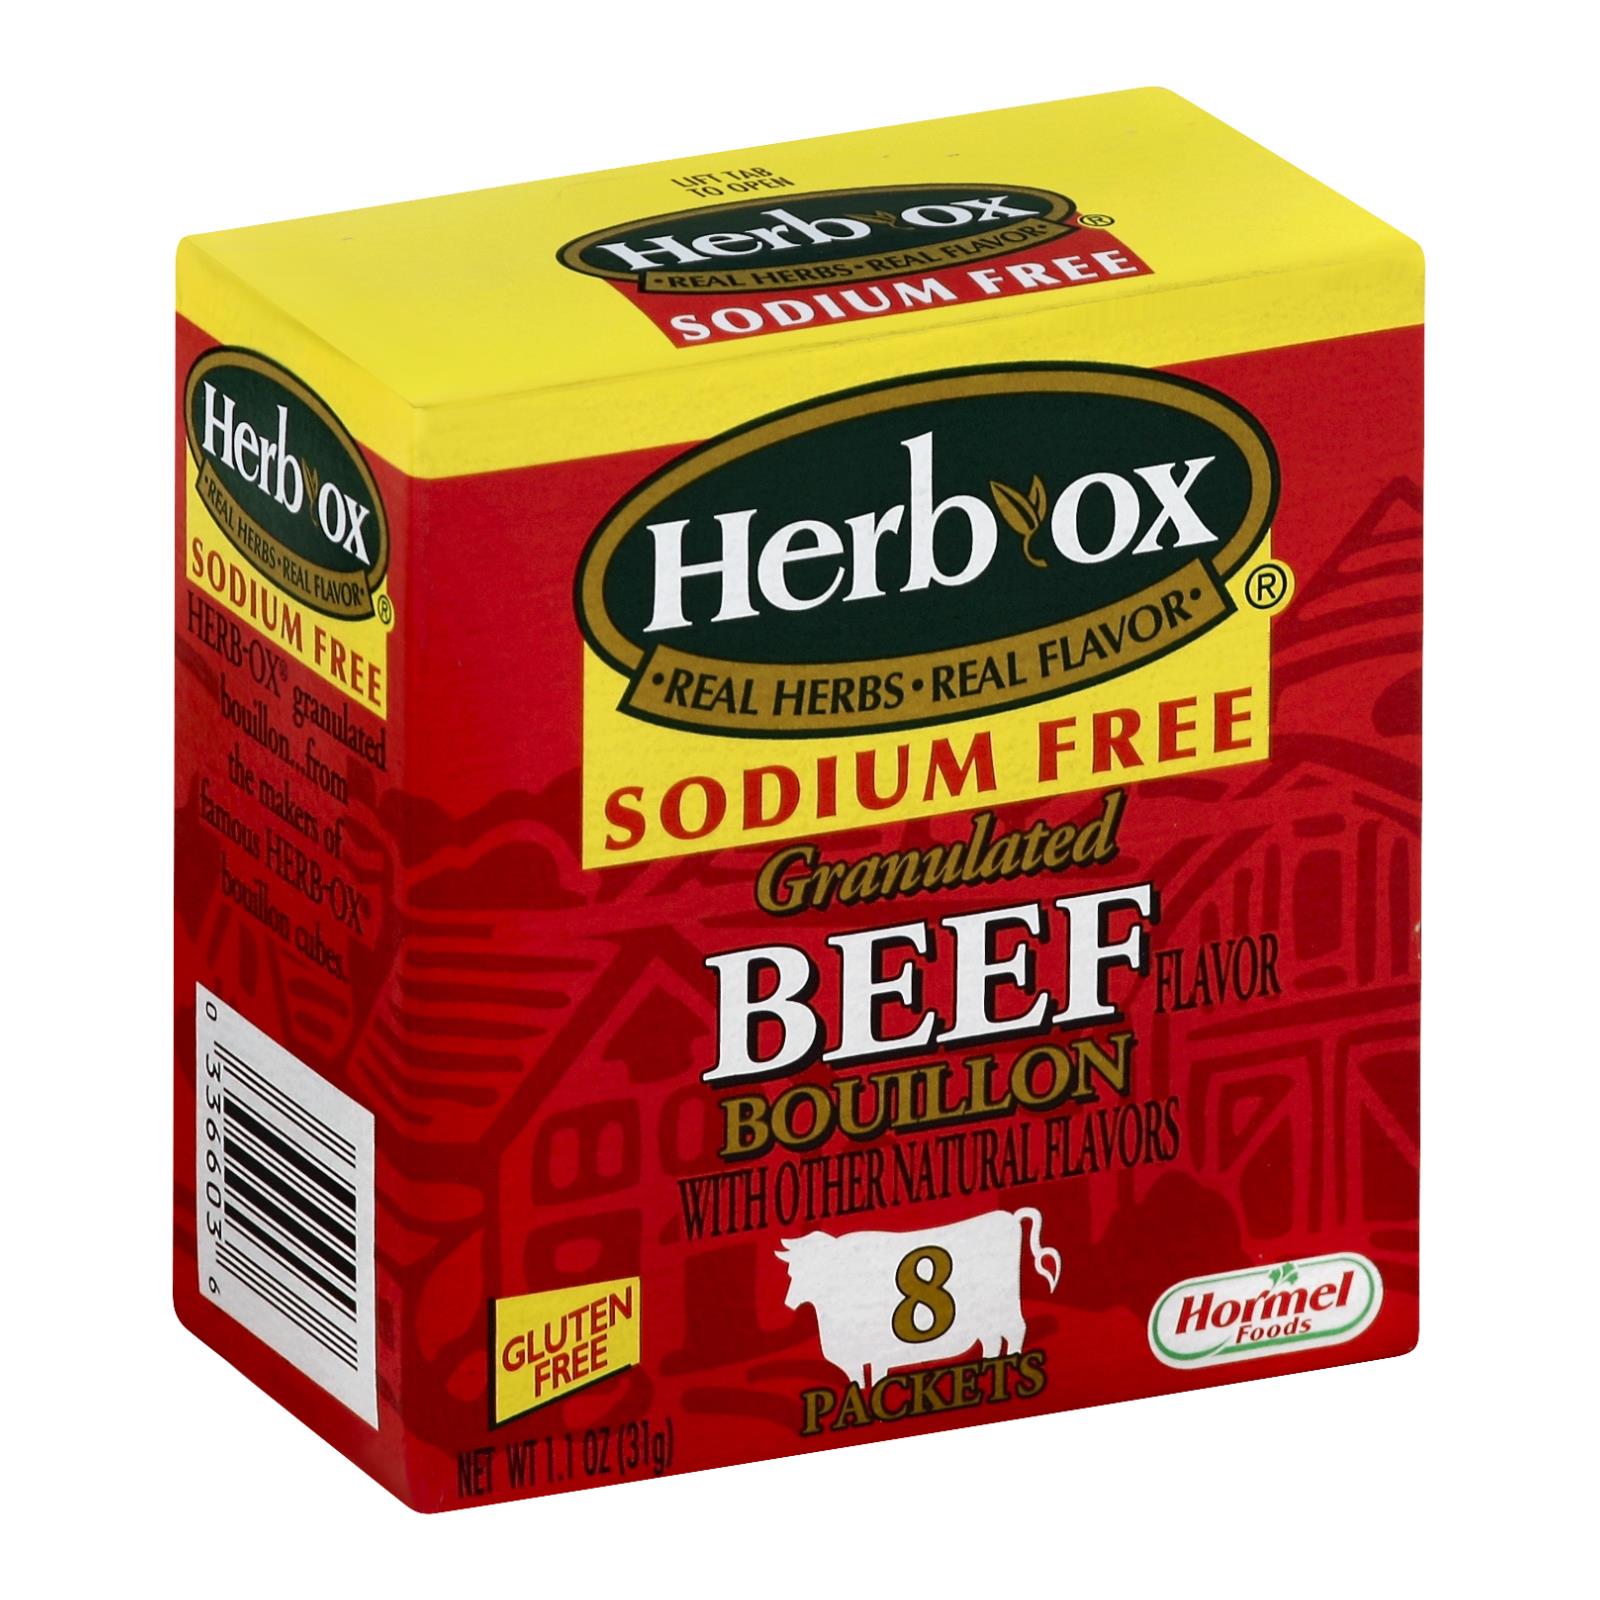 LIFT TAB
TO OPEN
Herb ox
•REAL HERBS•REAL FLAVOR•
®
SODIUM FREE
Herb ox
•REAL HERBS•REAL FLAVOR•
®
SODIUM FREE
Granulated
BEEF FLAVOR
BOUILLON
WITH OTHER NATURAL FLAVORS
8
PACKETS
GLUTEN
FREE
NET WT 1.1 OZ (31g)
Hormel
Foods
Herb ox
•REAL HERBS•REAL FLAVOR•
®
SODIUM FREE
HERB-OX® granulated
bouillon...from
the makers of
famous HERB-OX®
bouillon cubes.
0 336603 6